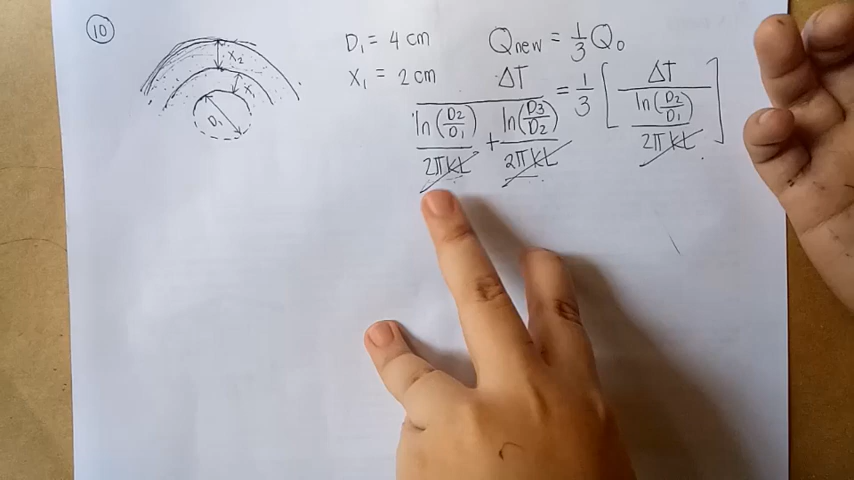 10
D₁ = 4 cm
Q_new = 1/3 Q₀
X₂
X₁ = 2 cm
X₁
D₁
ΔT / (ln(D₂/D₁)/2πkL + ln(D₃/D₂)/2πkL) = 1/3 [ΔT / (ln(D₂/D₁)/2πkL)]